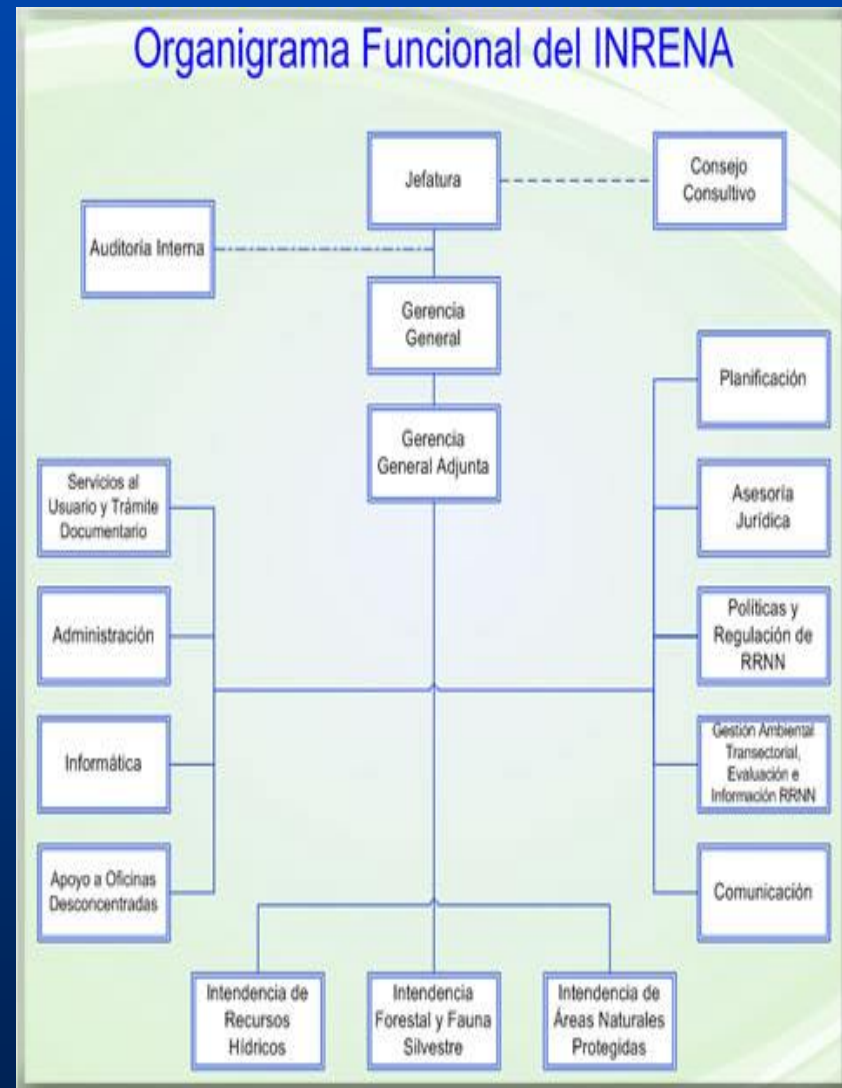 Organigrama Funcional del INRENA
Jefatura
Consejo
Consultivo
Auditoria Interna
Gerencia
General
Planificación
Gerencia
General Adjunta
Servicios al
Usuario y Trámite
Documentario
Asesoría
Jurídica
Administración
Políticas y
Regulación de
RRNN
Informática
Gestión Ambiental
Transectorial,
Evaluación e
Información RRNN
Apoyo a Oficinas
Desconcentradas
Comunicación
Intendencia de
Recursos
Hídricos
Intendencia
Forestal y Fauna
Silvestre
Intendencia de
Áreas Naturales
Protegidas